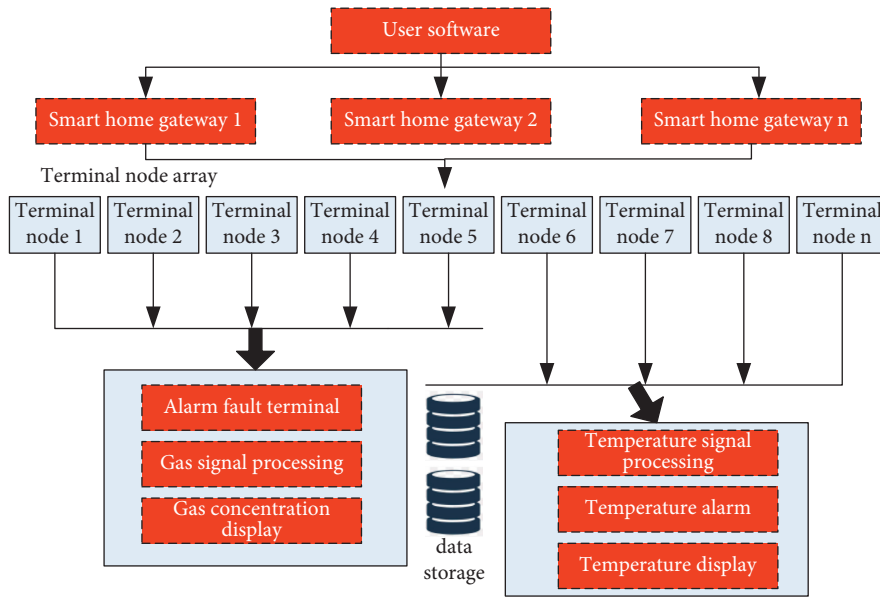 User software
Smart home gateway 1
Smart home gateway 2
Smart home gateway n
Terminal node array
Terminal
node 1
Terminal
node 2
Terminal
node 3
Terminal
node 4
Terminal
node 5
Terminal
node 6
Terminal
node 7
Terminal
node 8
Terminal
node n
Alarm fault terminal
Gas signal processing
Gas concentration
display
data
storage
Temperature signal
processing
Temperature alarm
Temperature display